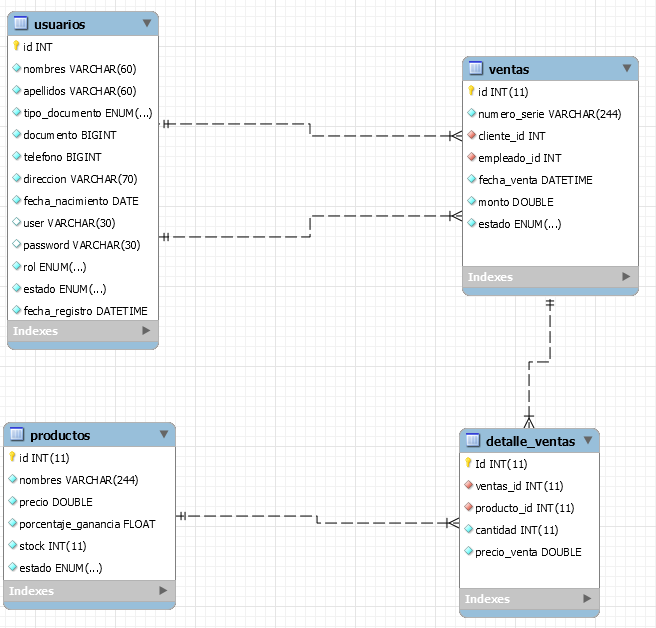 usuarios
id INT
nombres VARCHAR(60)
apellidos VARCHAR(60)
tipo_documento ENUM(...)
documento BIGINT
telefono BIGINT
direccion VARCHAR(70)
fecha_nacimiento DATE
user VARCHAR(30)
password VARCHAR(30)
rol ENUM(...)
estado ENUM(...)
fecha_registro DATETIME
Indexes
ventas
id INT(11)
numero_serie VARCHAR(244)
cliente_id INT
empleado_id INT
fecha_venta DATETIME
monto DOUBLE
estado ENUM(...)
Indexes
productos
id INT(11)
nombres VARCHAR(244)
precio DOUBLE
porcentaje_ganancia FLOAT
stock INT(11)
estado ENUM(...)
Indexes
detalle_ventas
Id INT(11)
ventas_id INT(11)
producto_id INT(11)
cantidad INT(11)
precio_venta DOUBLE
Indexes